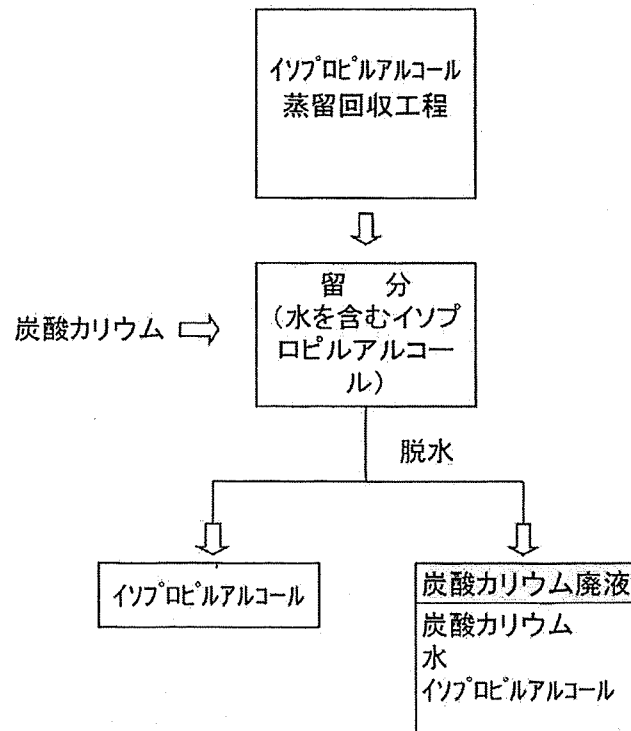 イソプロピルアルコール
蒸留回収工程
留 分
(水を含むイソプ
ロピルアルコー
ル)
炭酸カリウム
脱水
イソプロピルアルコール
炭酸カリウム廃液
炭酸カリウム
水
イソプロピルアルコール